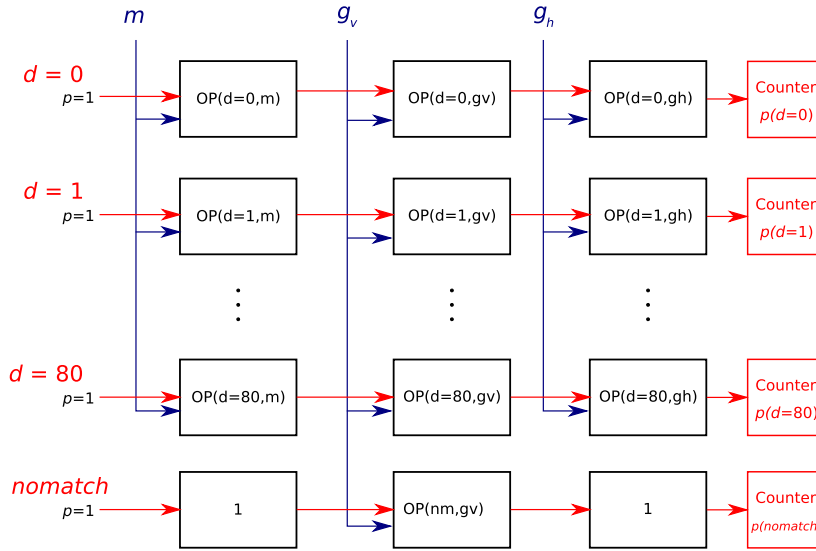 m g_v g_h
d = 0
p=1
OP(d=0,m) OP(d=0,gv) OP(d=0,gh) Counter
p(d=0)
d = 1
p=1
OP(d=1,m) OP(d=1,gv) OP(d=1,gh) Counter
p(d=1)
d = 80
p=1
OP(d=80,m) OP(d=80,gv) OP(d=80,gh) Counter
p(d=80)
nomatch
p=1
1 OP(nm,gv) 1 Counter
p(nomatch